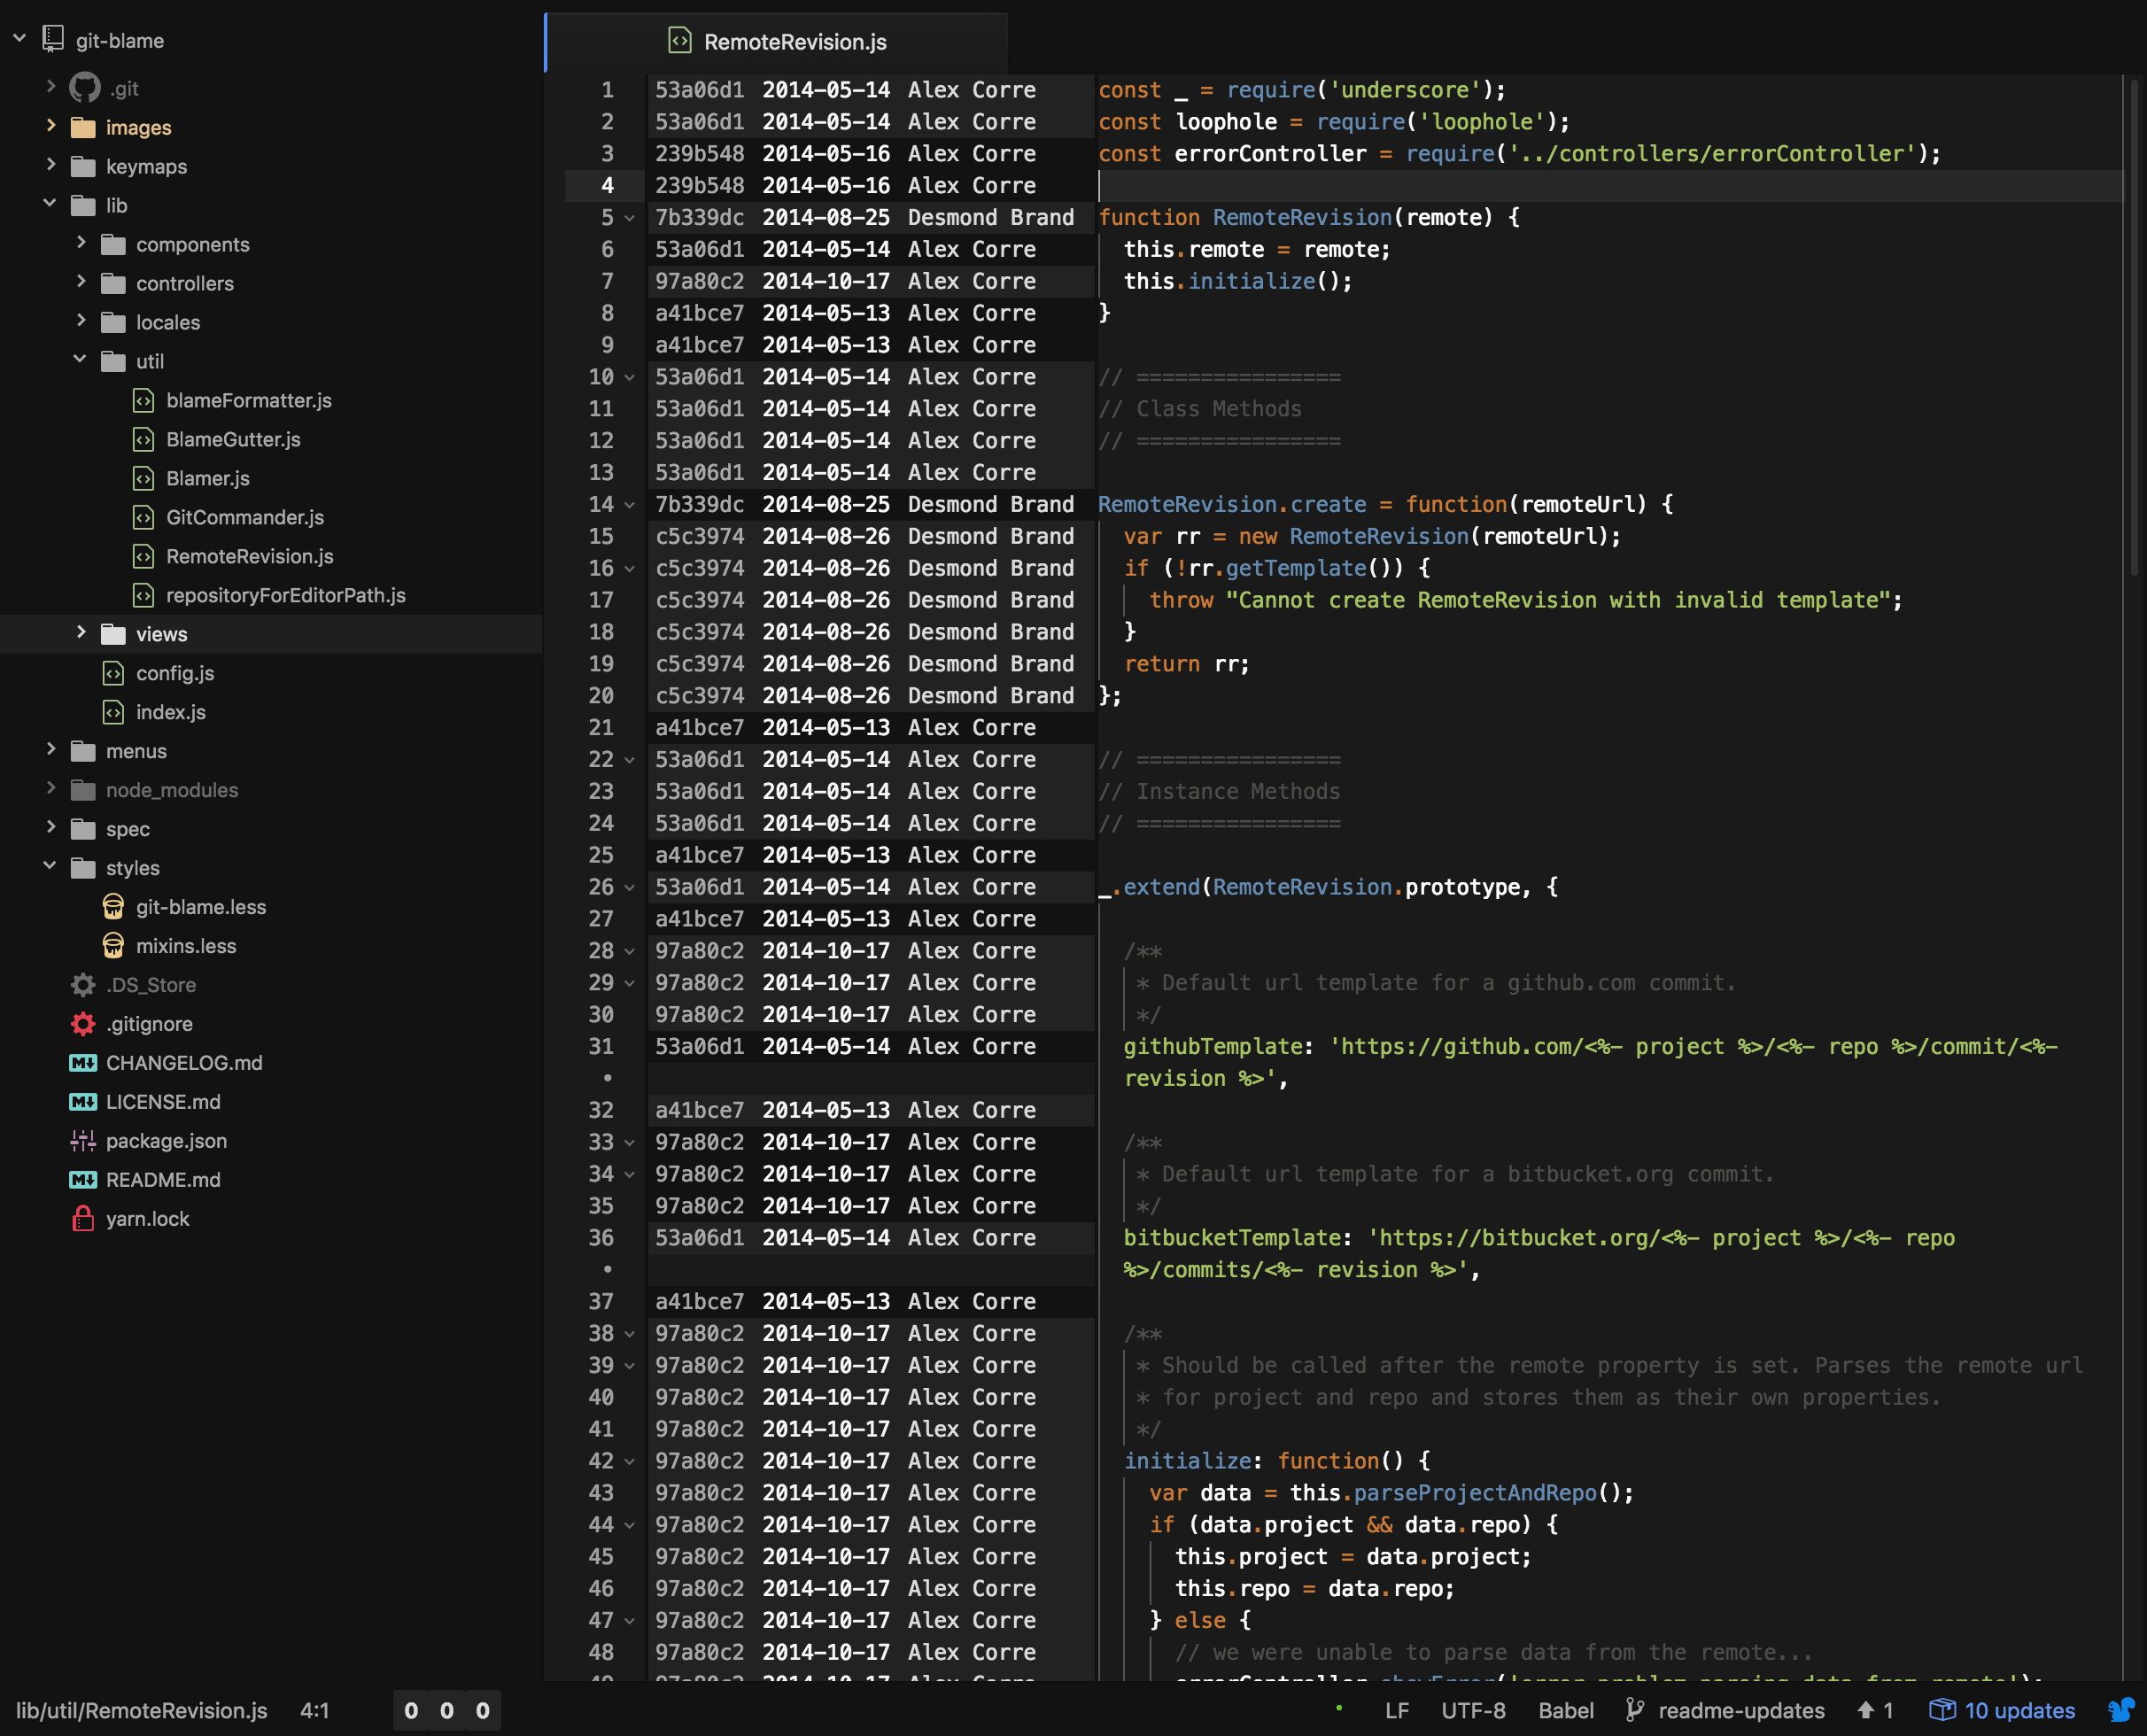 git-blame
.git
images
keymaps
lib
components
controllers
locales
util
blameFormatter.js
BlameGutter.js
Blamer.js
GitCommander.js
RemoteRevision.js
repositoryForEditorPath.js
views
config.js
index.js
menus
node_modules
spec
styles
git-blame.less
mixins.less
.DS_Store
.gitignore
CHANGELOG.md
LICENSE.md
package.json
README.md
yarn.lock
RemoteRevision.js
1 53a06d1 2014-05-14 Alex Corre const _ = require('underscore');
2 53a06d1 2014-05-14 Alex Corre const loophole = require('loophole');
3 239b548 2014-05-16 Alex Corre const errorController = require('../controllers/errorController');
4 239b548 2014-05-16 Alex Corre
5 7b339dc 2014-08-25 Desmond Brand function RemoteRevision(remote) {
6 53a06d1 2014-05-14 Alex Corre this.remote = remote;
7 97a80c2 2014-10-17 Alex Corre this.initialize();
8 a41bce7 2014-05-13 Alex Corre }
9 a41bce7 2014-05-13 Alex Corre
10 53a06d1 2014-05-14 Alex Corre // ================
11 53a06d1 2014-05-14 Alex Corre // Class Methods
12 53a06d1 2014-05-14 Alex Corre // ================
13 53a06d1 2014-05-14 Alex Corre
14 7b339dc 2014-08-25 Desmond Brand RemoteRevision.create = function(remoteUrl) {
15 c5c3974 2014-08-26 Desmond Brand var rr = new RemoteRevision(remoteUrl);
16 c5c3974 2014-08-26 Desmond Brand if (!rr.getTemplate()) {
17 c5c3974 2014-08-26 Desmond Brand throw "Cannot create RemoteRevision with invalid template";
18 c5c3974 2014-08-26 Desmond Brand }
19 c5c3974 2014-08-26 Desmond Brand return rr;
20 c5c3974 2014-08-26 Desmond Brand };
21 a41bce7 2014-05-13 Alex Corre
22 53a06d1 2014-05-14 Alex Corre // ================
23 53a06d1 2014-05-14 Alex Corre // Instance Methods
24 53a06d1 2014-05-14 Alex Corre // ================
25 a41bce7 2014-05-13 Alex Corre
26 53a06d1 2014-05-14 Alex Corre _.extend(RemoteRevision.prototype, {
27 a41bce7 2014-05-13 Alex Corre
28 97a80c2 2014-10-17 Alex Corre /**
29 97a80c2 2014-10-17 Alex Corre * Default url template for a github.com commit.
30 97a80c2 2014-10-17 Alex Corre */
31 53a06d1 2014-05-14 Alex Corre githubTemplate: 'https://github.com/<%- project %>/<%- repo %>/commit/<%-
• revision %>',
32 a41bce7 2014-05-13 Alex Corre
33 97a80c2 2014-10-17 Alex Corre /**
34 97a80c2 2014-10-17 Alex Corre * Default url template for a bitbucket.org commit.
35 97a80c2 2014-10-17 Alex Corre */
36 53a06d1 2014-05-14 Alex Corre bitbucketTemplate: 'https://bitbucket.org/<%- project %>/<%- repo
• %>/commits/<%- revision %>',
37 a41bce7 2014-05-13 Alex Corre
38 97a80c2 2014-10-17 Alex Corre /**
39 97a80c2 2014-10-17 Alex Corre * Should be called after the remote property is set. Parses the remote url
40 97a80c2 2014-10-17 Alex Corre * for project and repo and stores them as their own properties.
41 97a80c2 2014-10-17 Alex Corre */
42 97a80c2 2014-10-17 Alex Corre initialize: function() {
43 97a80c2 2014-10-17 Alex Corre var data = this.parseProjectAndRepo();
44 97a80c2 2014-10-17 Alex Corre if (data.project && data.repo) {
45 97a80c2 2014-10-17 Alex Corre this.project = data.project;
46 97a80c2 2014-10-17 Alex Corre this.repo = data.repo;
47 97a80c2 2014-10-17 Alex Corre } else {
48 97a80c2 2014-10-17 Alex Corre // we were unable to parse data from the remote...
lib/util/RemoteRevision.js 4:1 0 0 0 LF UTF-8 Babel readme-updates 1 10 updates